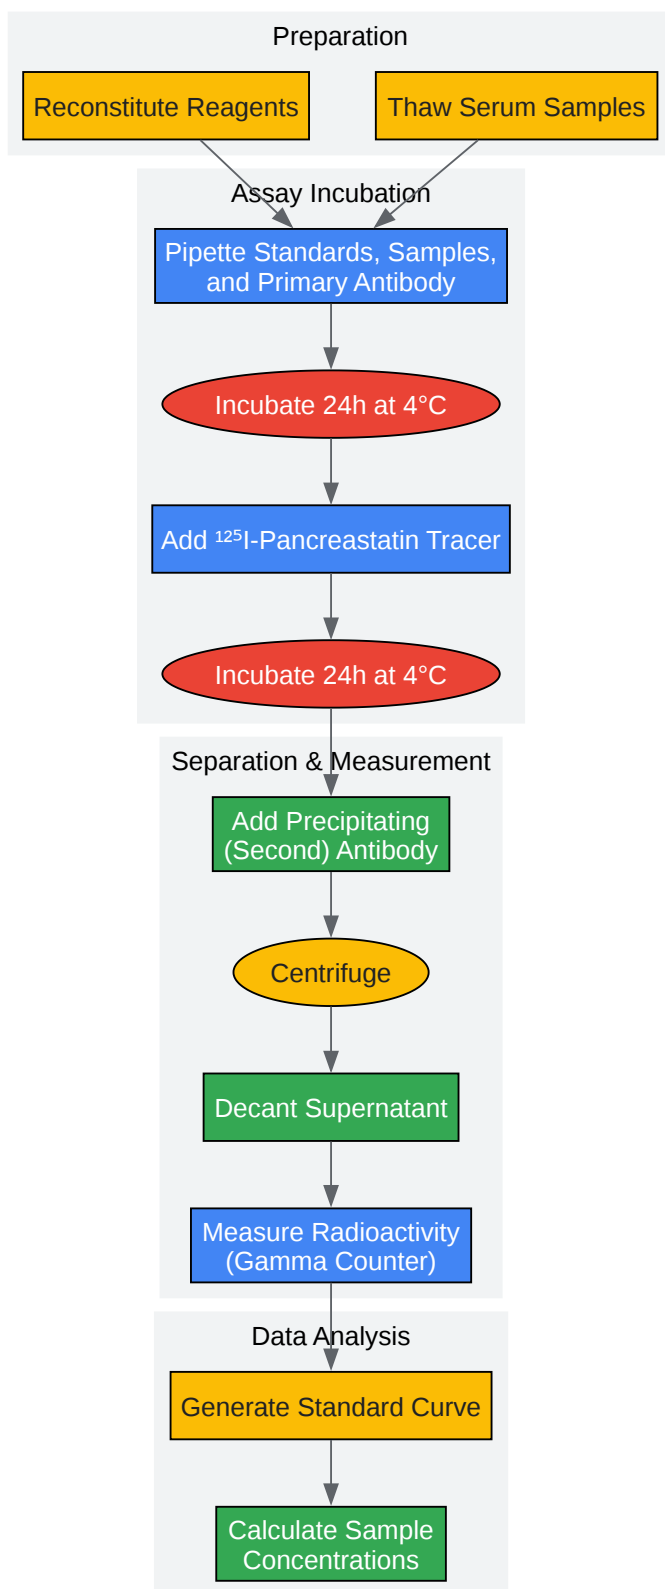 Preparation
Reconstitute Reagents
Thaw Serum Samples
Assay Incubation
Pipette Standards, Samples,
and Primary Antibody
Incubate 24h at 4°C
Add ¹²⁵I-Pancreastatin Tracer
Incubate 24h at 4°C
Separation & Measurement
Add Precipitating
(Second) Antibody
Centrifuge
Decant Supernatant
Measure Radioactivity
(Gamma Counter)
Data Analysis
Generate Standard Curve
Calculate Sample
Concentrations